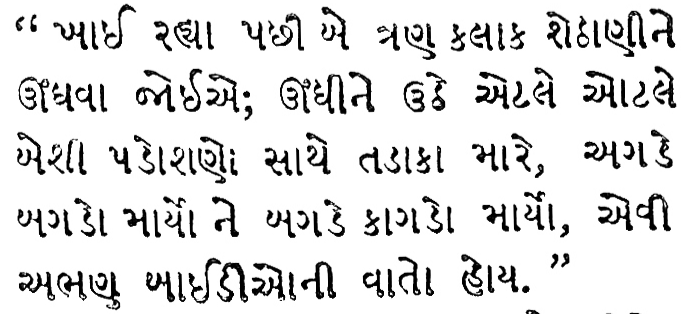 “ ખાઈ રહ્યા પછી બે ત્રણ કલાક શેઠાણીને
ઊંઘવા જોઈએ; ઊંઘીને ઉઠે એટલે ઓટલે
બેશી પડોશણો સાથે તડાકા મારે, અગડે
બગડો માર્યો ને બગડે કાગડો માર્યો, એવી
અભણ બાઈડીઓની વાતો હોય. ”